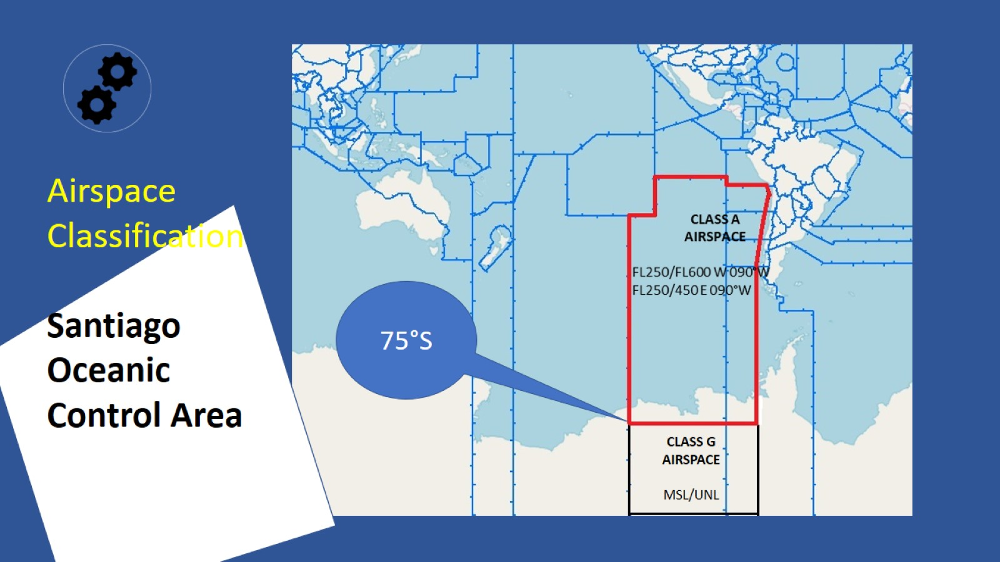 Airspace
Classification
Santiago
Oceanic
Control Area
75°S
CLASS A
AIRSPACE
FL250/FL600 W 090°W
FL250/450 E 090°W
CLASS G
AIRSPACE
MSL/UNL